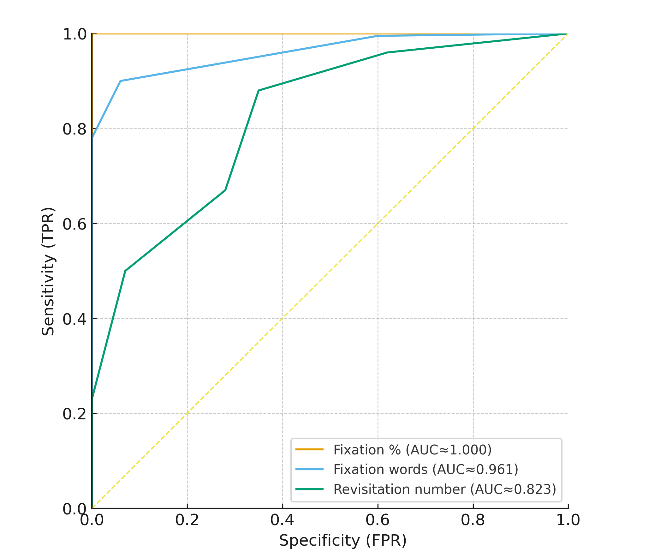 1.0
0.8
0.6
0.4
0.2
0.0
Sensitivity (TPR)
Fixation % (AUC≈1.000)
Fixation words (AUC≈0.961)
Revisitation number (AUC≈0.823)
0.0 0.2 0.4 0.6 0.8 1.0
Specificity (FPR)